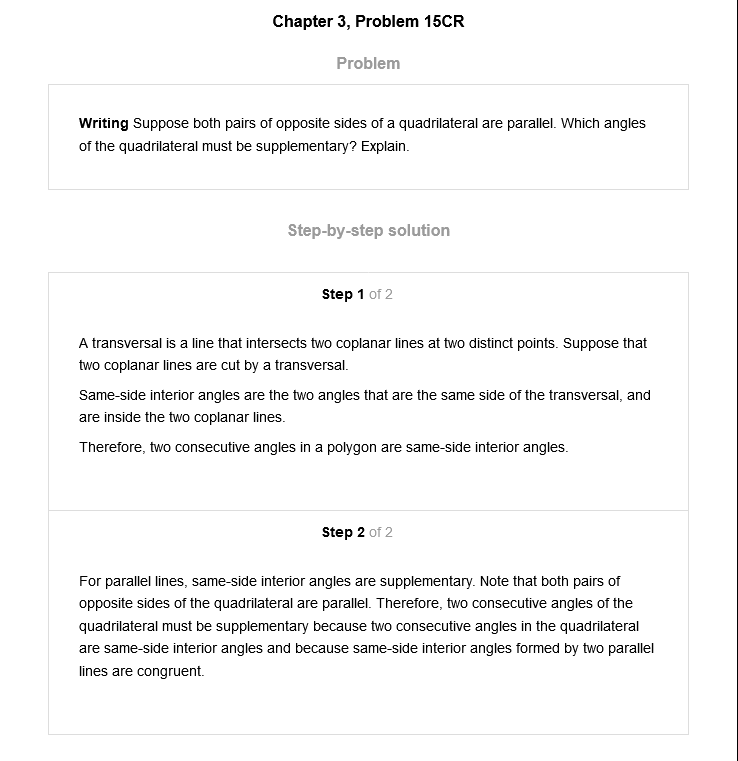 Chapter 3, Problem 15CR
Problem
Writing Suppose both pairs of opposite sides of a quadrilateral are parallel. Which angles
of the quadrilateral must be supplementary? Explain.
Step-by-step solution
Step 1 of 2
A transversal is a line that intersects two coplanar lines at two distinct points. Suppose that
two coplanar lines are cut by a transversal.
Same-side interior angles are the two angles that are the same side of the transversal, and
are inside the two coplanar lines.
Therefore, two consecutive angles in a polygon are same-side interior angles.
Step 2 of 2
For parallel lines, same-side interior angles are supplementary. Note that both pairs of
opposite sides of the quadrilateral are parallel. Therefore, two consecutive angles of the
quadrilateral must be supplementary because two consecutive angles in the quadrilateral
are same-side interior angles and because same-side interior angles formed by two parallel
lines are congruent.